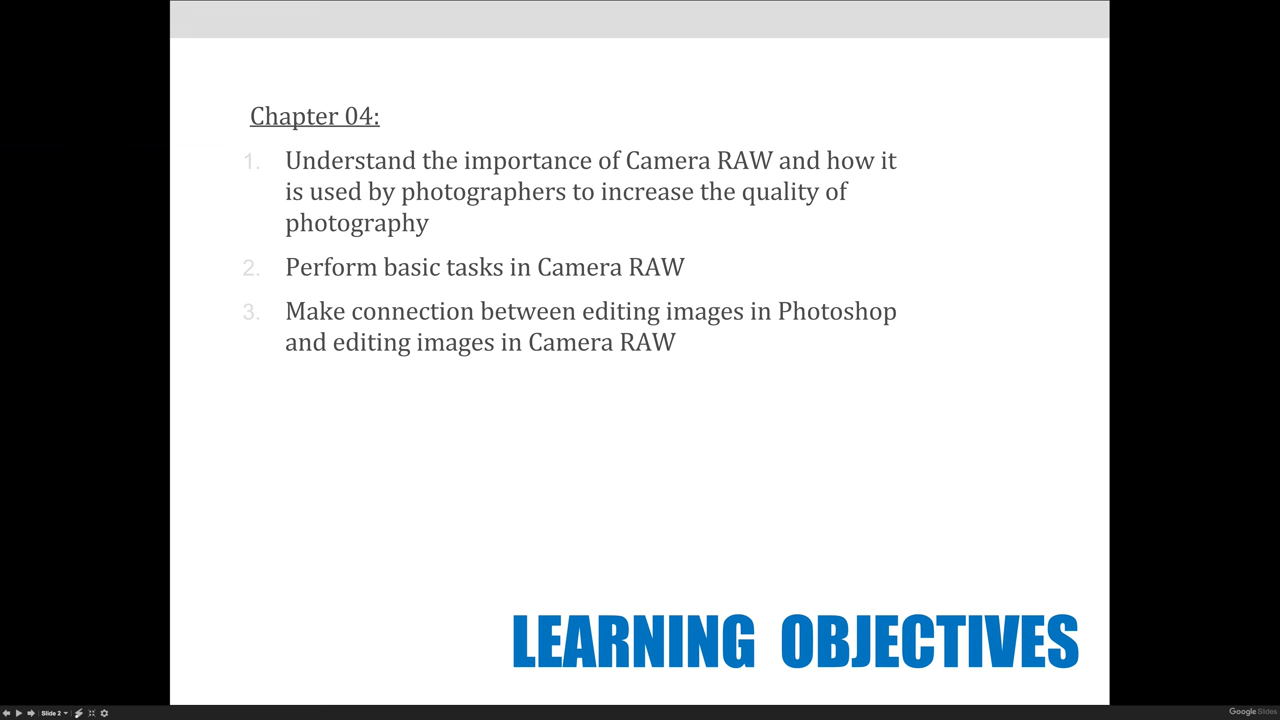 Chapter 04:
1. Understand the importance of Camera RAW and how it
is used by photographers to increase the quality of
photography
2. Perform basic tasks in Camera RAW
3. Make connection between editing images in Photoshop
and editing images in Camera RAW
LEARNING OBJECTIVES
Slide 2
Google Slides